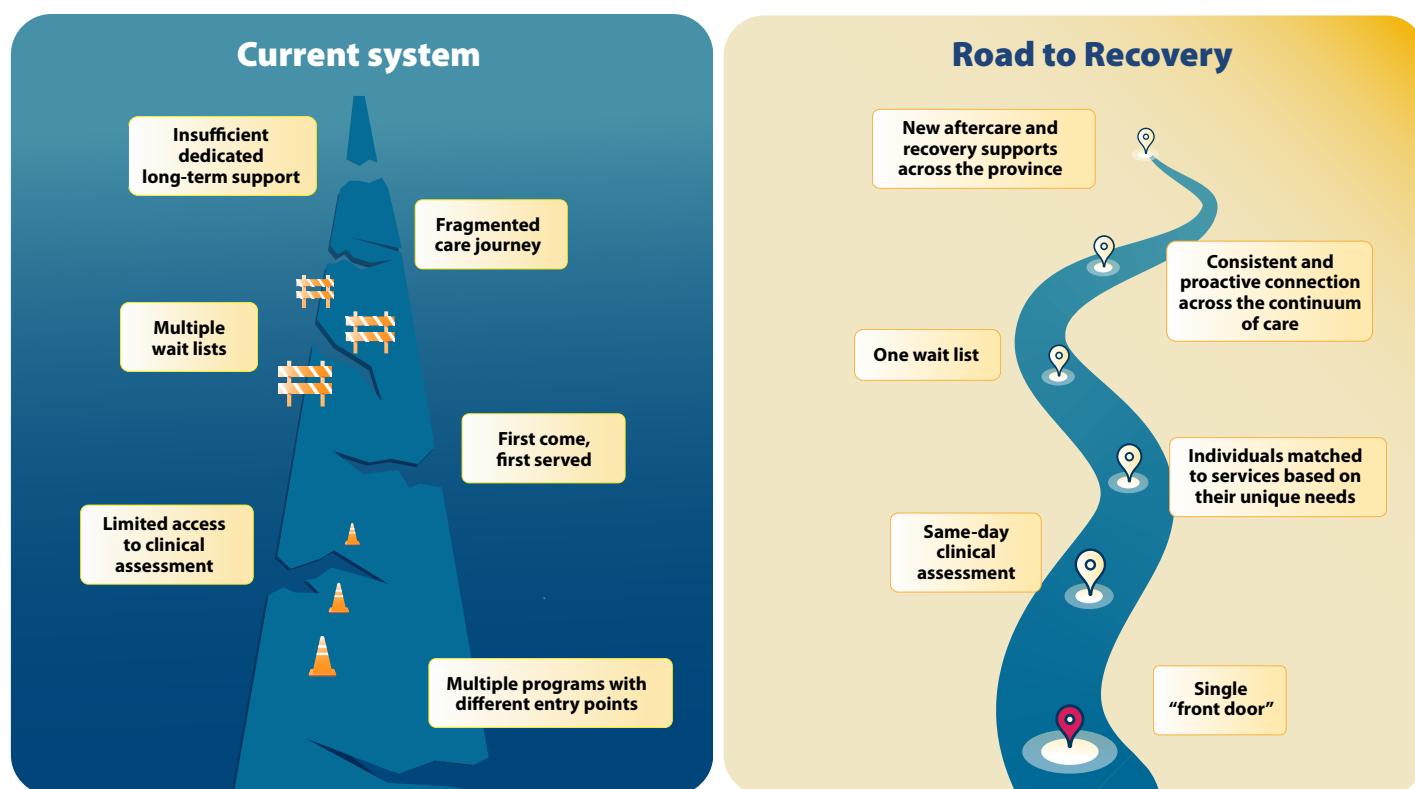 Current system
Insufficient
dedicated
long-term support
Fragmented
care journey
Multiple
wait lists
First come,
first served
Limited access
to clinical
assessment
Multiple programs with
different entry points
Road to Recovery
New aftercare and
recovery supports
across the province
Consistent and
proactive connection
across the continuum
of care
One wait list
Individuals matched
to services based on
their unique needs
Same-day
clinical
assessment
Single
“front door”